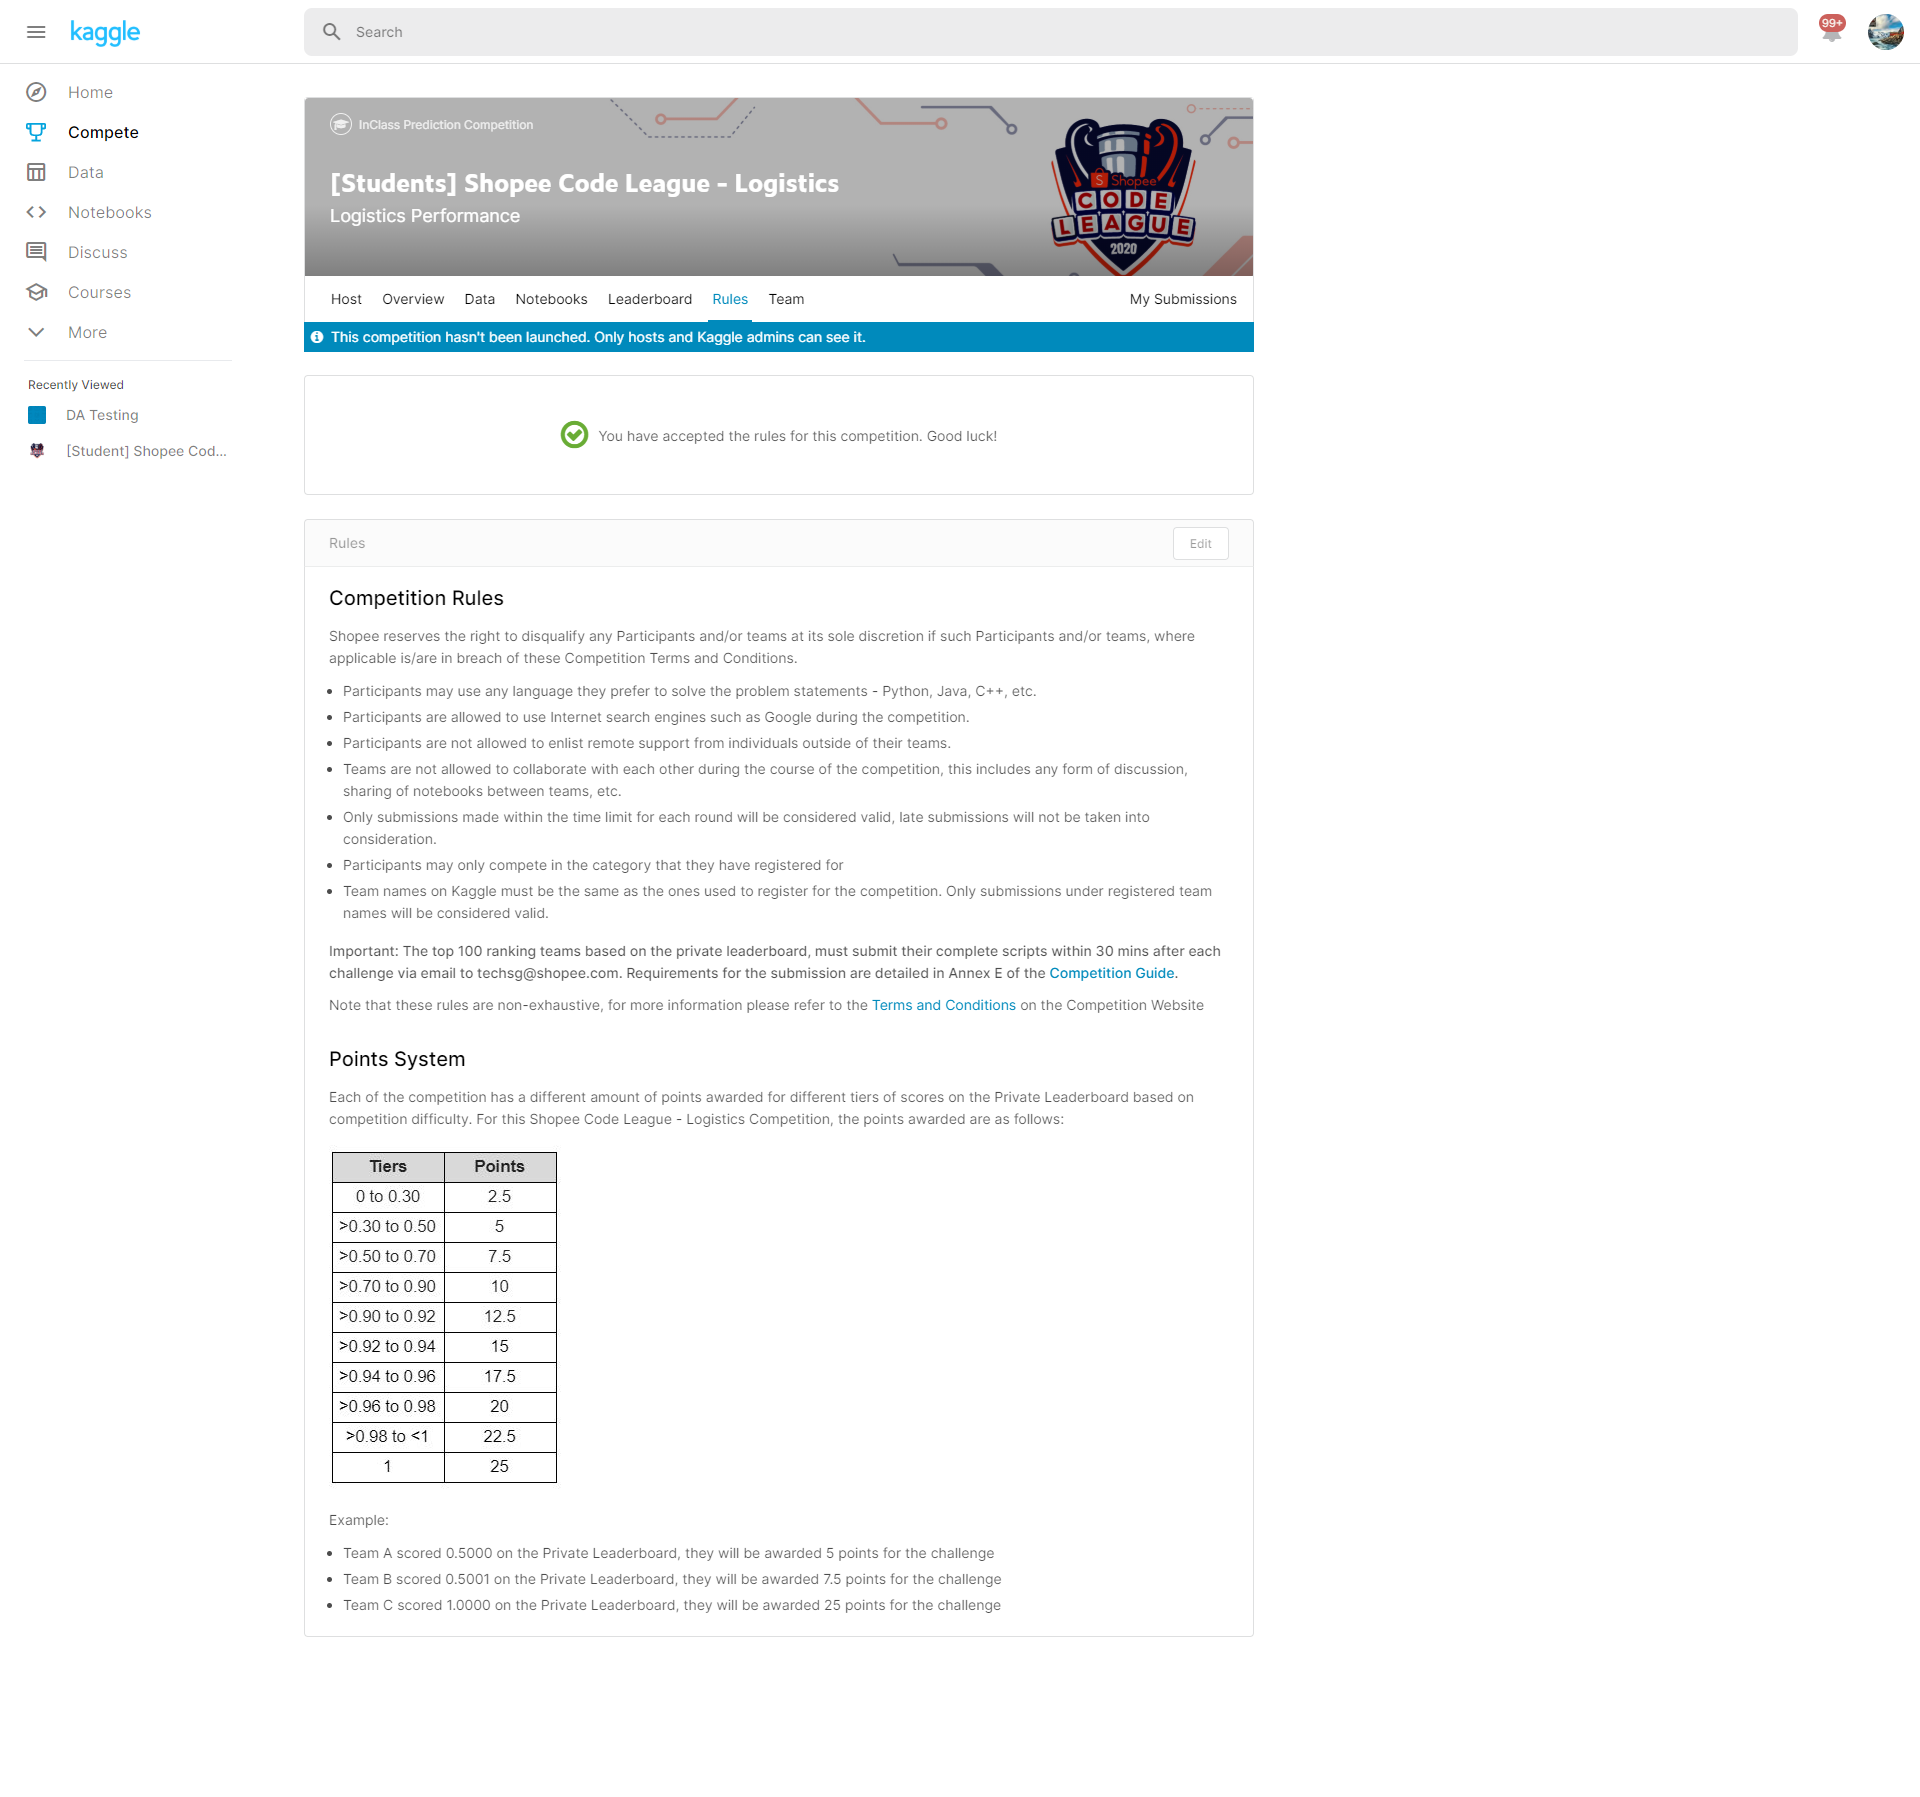 kaggle
Search
99+
Home
Compete
Data
Notebooks
Discuss
Courses
More
Recently Viewed
DA Testing
[Student] Shopee Cod...
InClass Prediction Competition
[Students] Shopee Code League - Logistics
Logistics Performance
S Shopee
CODE
LEAGUE
2020
Host Overview Data Notebooks Leaderboard Rules Team My Submissions
This competition hasn't been launched. Only hosts and Kaggle admins can see it.
You have accepted the rules for this competition. Good luck!
Rules Edit
Competition Rules
Shopee reserves the right to disqualify any Participants and/or teams at its sole discretion if such Participants and/or teams, where
applicable is/are in breach of these Competition Terms and Conditions.
• Participants may use any language they prefer to solve the problem statements - Python, Java, C++, etc.
• Participants are allowed to use Internet search engines such as Google during the competition.
• Participants are not allowed to enlist remote support from individuals outside of their teams.
• Teams are not allowed to collaborate with each other during the course of the competition, this includes any form of discussion,
sharing of notebooks between teams, etc.
• Only submissions made within the time limit for each round will be considered valid, late submissions will not be taken into
consideration.
• Participants may only compete in the category that they have registered for
• Team names on Kaggle must be the same as the ones used to register for the competition. Only submissions under registered team
names will be considered valid.
Important: The top 100 ranking teams based on the private leaderboard, must submit their complete scripts within 30 mins after each
challenge via email to techsg@shopee.com. Requirements for the submission are detailed in Annex E of the Competition Guide.
Note that these rules are non-exhaustive, for more information please refer to the Terms and Conditions on the Competition Website
Points System
Each of the competition has a different amount of points awarded for different tiers of scores on the Private Leaderboard based on
competition difficulty. For this Shopee Code League - Logistics Competition, the points awarded are as follows:
Tiers Points
0 to 0.30 2.5
>0.30 to 0.50 5
>0.50 to 0.70 7.5
>0.70 to 0.90 10
>0.90 to 0.92 12.5
>0.92 to 0.94 15
>0.94 to 0.96 17.5
>0.96 to 0.98 20
>0.98 to <1 22.5
1 25
Example:
• Team A scored 0.5000 on the Private Leaderboard, they will be awarded 5 points for the challenge
• Team B scored 0.5001 on the Private Leaderboard, they will be awarded 7.5 points for the challenge
• Team C scored 1.0000 on the Private Leaderboard, they will be awarded 25 points for the challenge